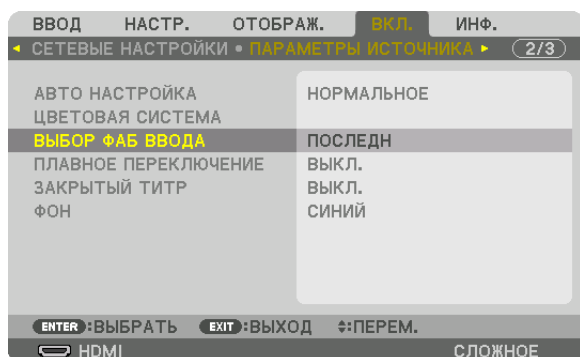 ВВОД НАСТР. ОТОБРАЖ. ВКЛ. ИНФ.
СЕТЕВЫЕ НАСТРОЙКИ • ПАРАМЕТРЫ ИСТОЧНИКА 2/3
АВТО НАСТРОЙКА НОРМАЛЬНОЕ
ЦВЕТОВАЯ СИСТЕМА
ВЫБОР ФАБ ВВОДА ПОСЛЕДН
ПЛАВНОЕ ПЕРЕКЛЮЧЕНИЕ ВЫКЛ.
ЗАКРЫТЫЙ ТИТР ВЫКЛ.
ФОН СИНИЙ
ENTER:ВЫБРАТЬ EXIT:ВЫХОД :ПЕРЕМ.
HDMI СЛОЖНОЕ